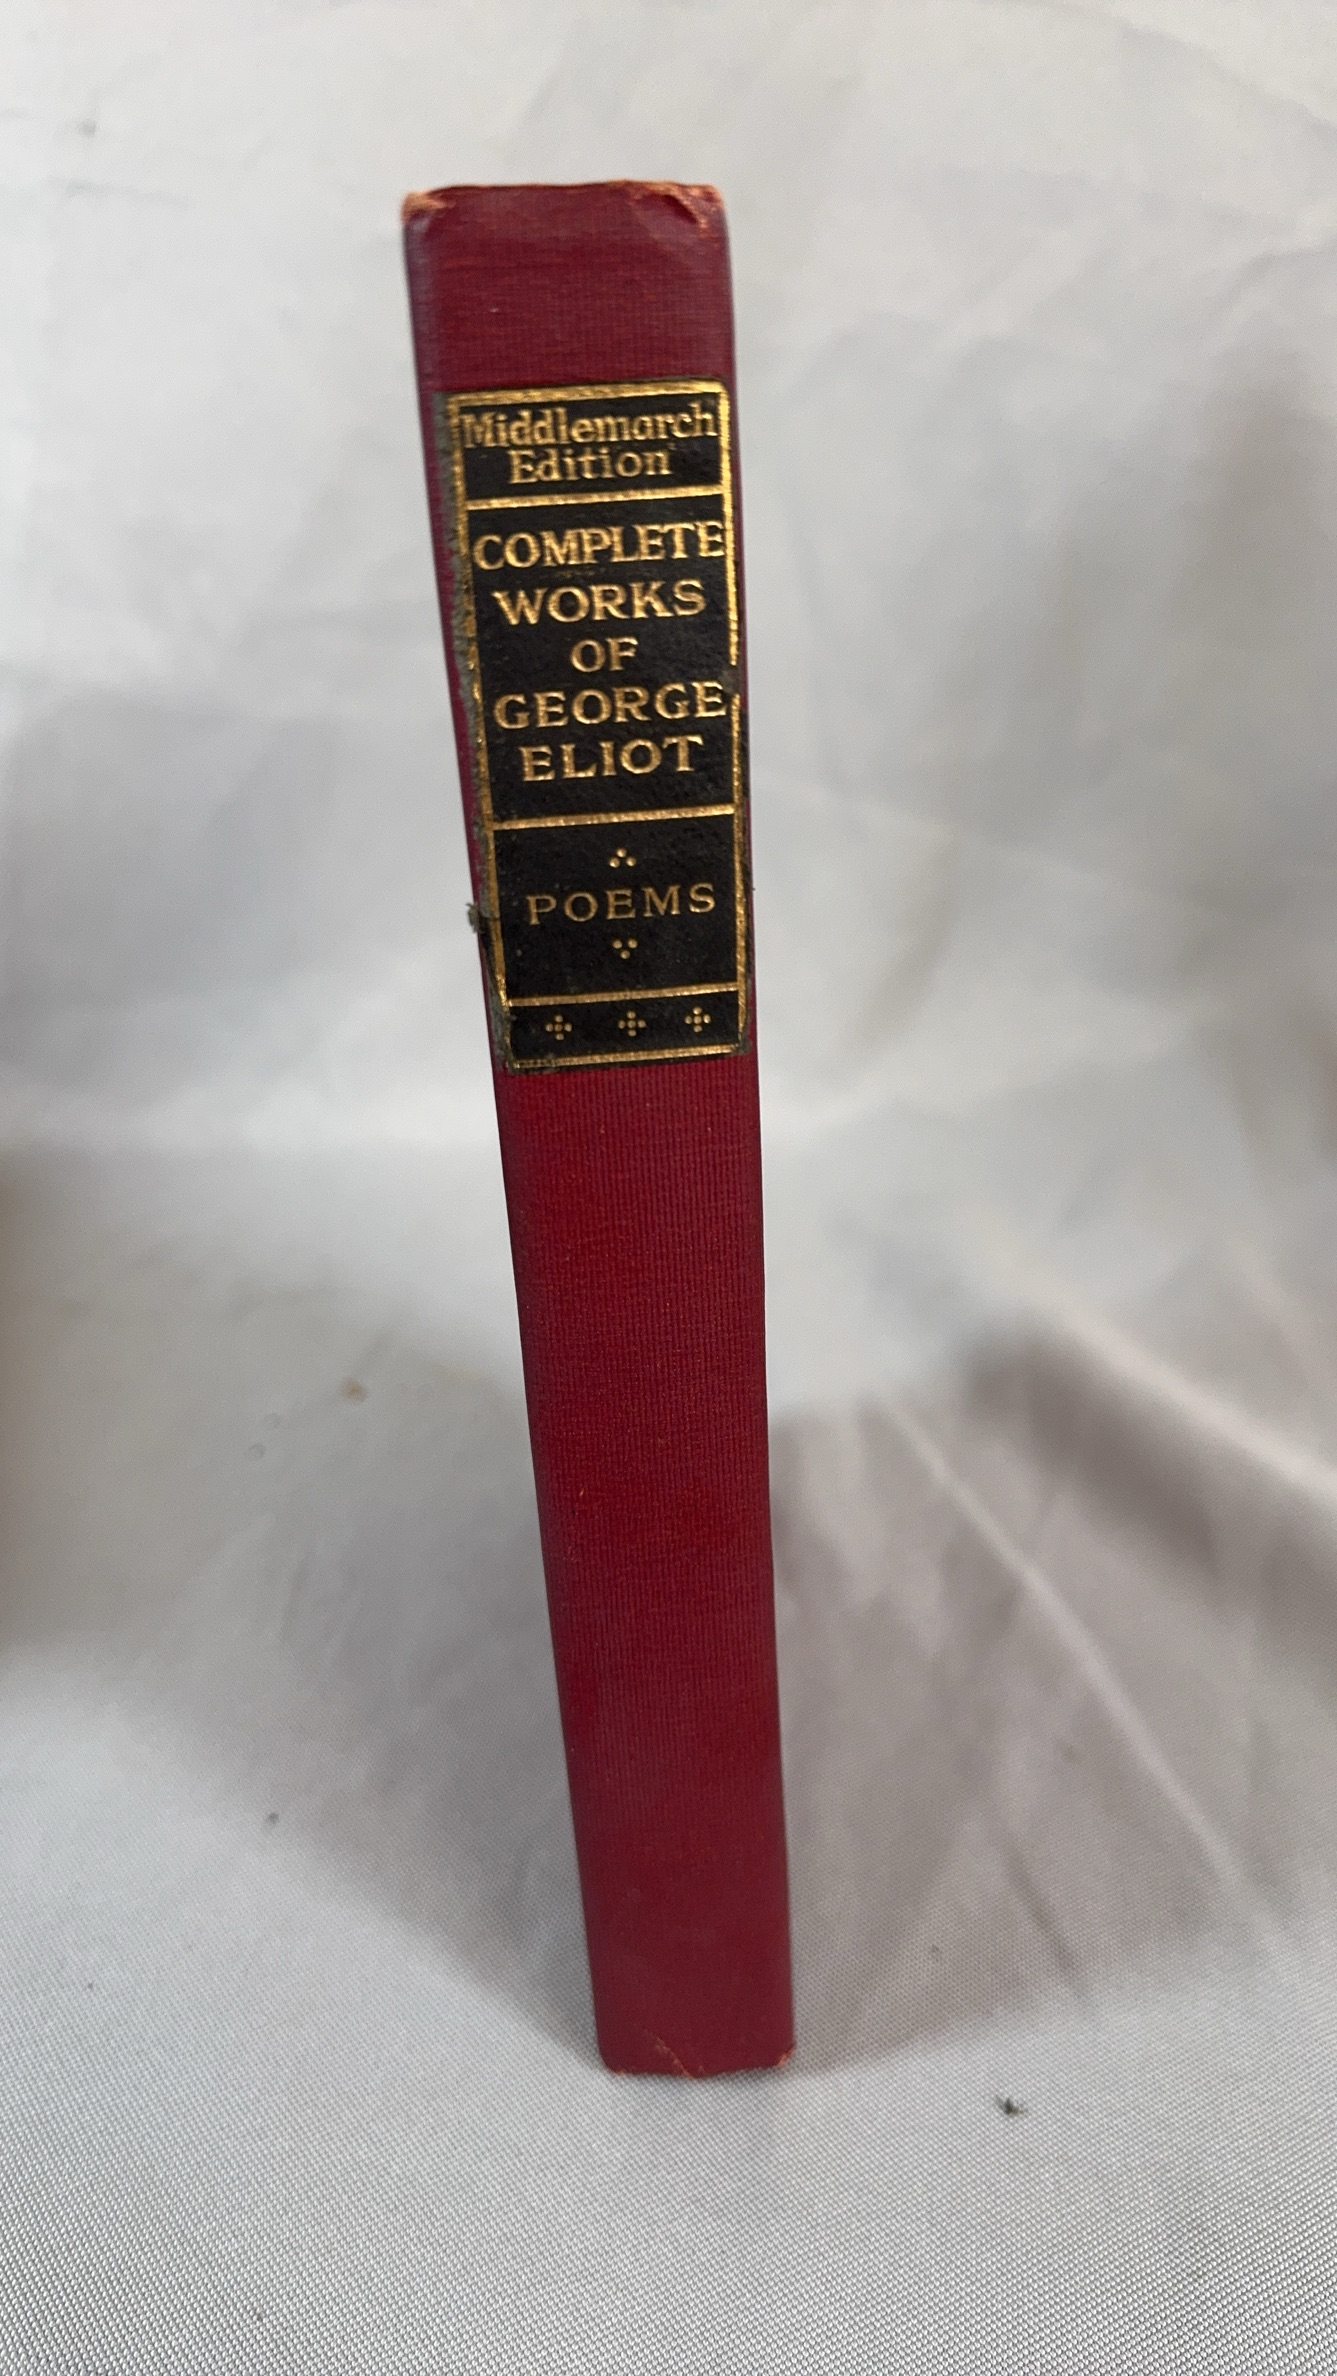 Middlemarch
Edition
COMPLETE
WORKS
OF
GEORGE
ELIOT
POEMS